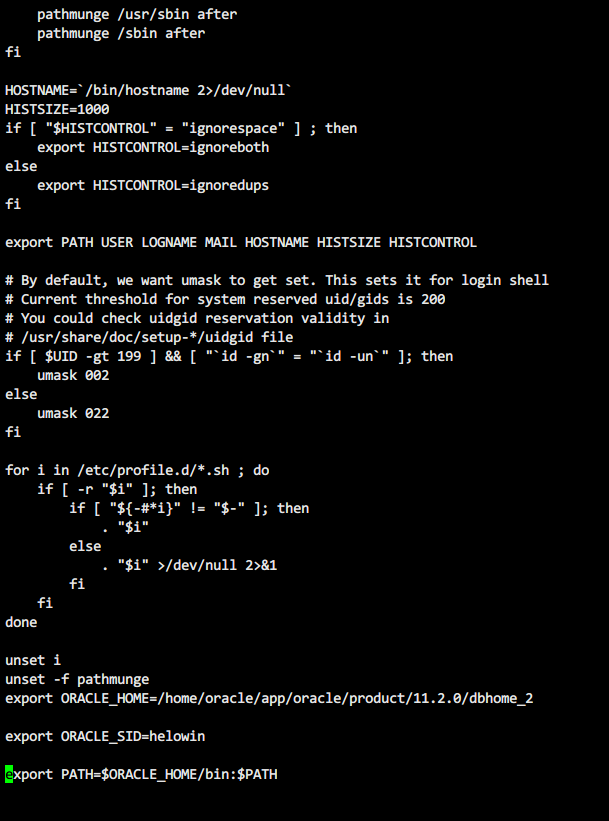 pathmunge /usr/sbin after
pathmunge /sbin after
fi
HOSTNAME=`/bin/hostname 2>/dev/null`
HISTSIZE=1000
if [ "$HISTCONTROL" = "ignorespace" ] ; then
export HISTCONTROL=ignoreboth
else
export HISTCONTROL=ignoredups
fi
export PATH USER LOGNAME MAIL HOSTNAME HISTSIZE HISTCONTROL
# By default, we want umask to get set. This sets it for login shell
# Current threshold for system reserved uid/gids is 200
# You could check uidgid reservation validity in
# /usr/share/doc/setup-*/uidgid file
if [ $UID -gt 199 ] && [ "`id -gn`" = "`id -un`" ]; then
umask 002
else
umask 022
fi
for i in /etc/profile.d/*.sh ; do
if [ -r "$i" ]; then
if [ "${-#*i}" != "$-" ]; then
. "$i"
else
. "$i" >/dev/null 2>&1
fi
fi
done
unset i
unset -f pathmunge
export ORACLE_HOME=/home/oracle/app/oracle/product/11.2.0/dbhome_2
export ORACLE_SID=helowin
export PATH=$ORACLE_HOME/bin:$PATH